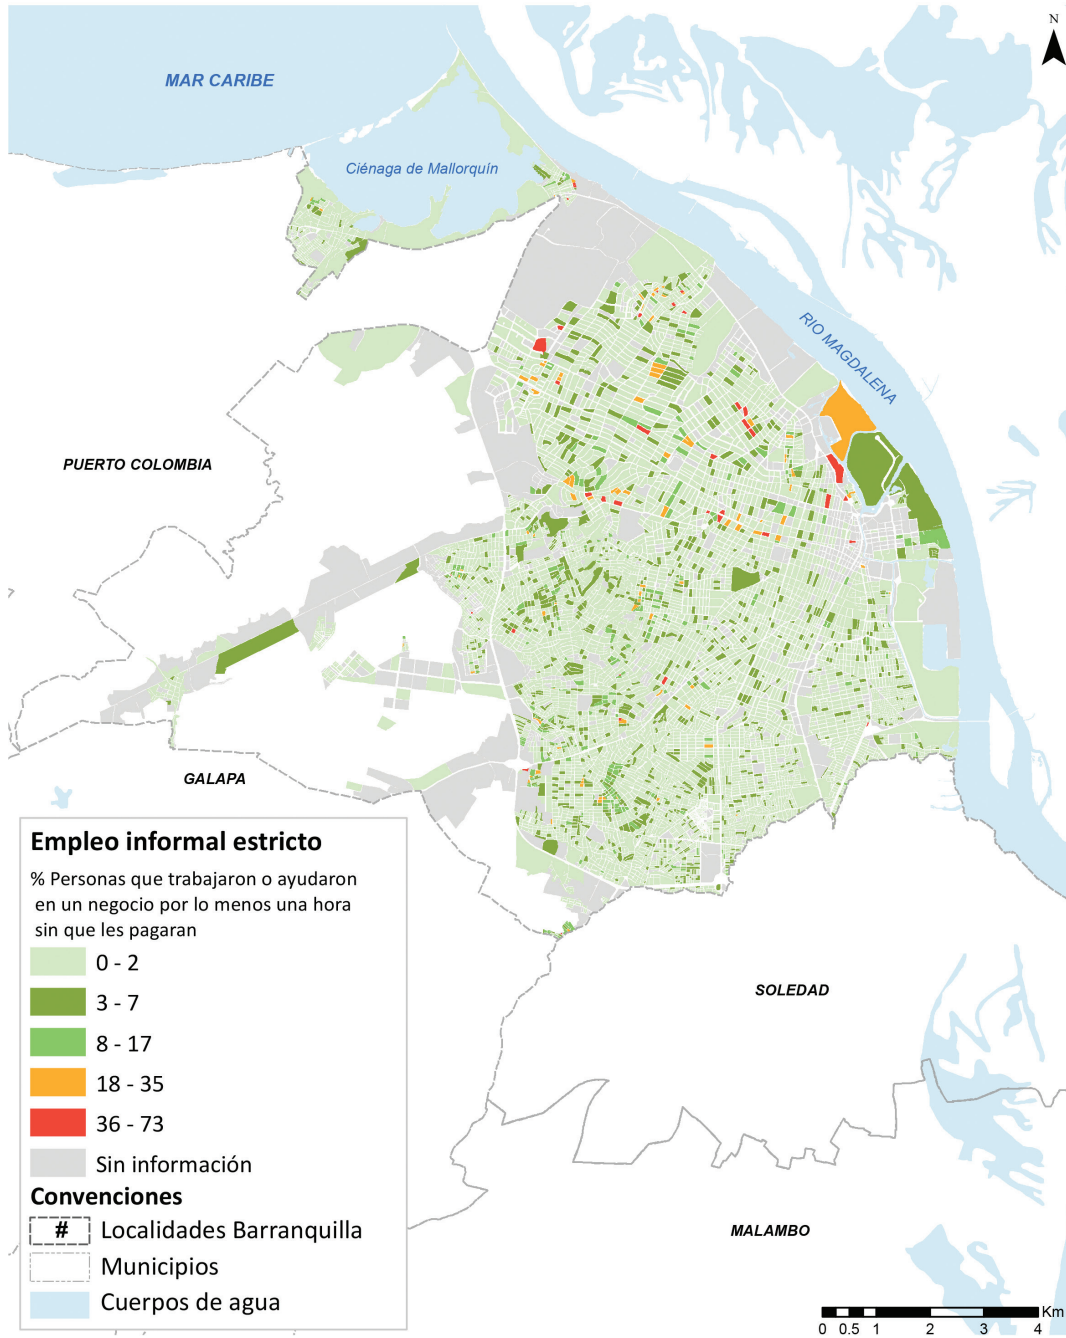 N
MAR CARIBE
Ciénaga de Mallorquín
RIO MAGDALENA
PUERTO COLOMBIA
GALAPA
Empleo informal estricto
% Personas que trabajaron o ayudaron
en un negocio por lo menos una hora
sin que les pagaran
0 - 2
3 - 7
8 - 17
18 - 35
36 - 73
Sin información
Convenciones
# Localidades Barranquilla
Municipios
Cuerpos de agua
SOLEDAD
MALAMBO
Km
0 0.5 1 2 3 4